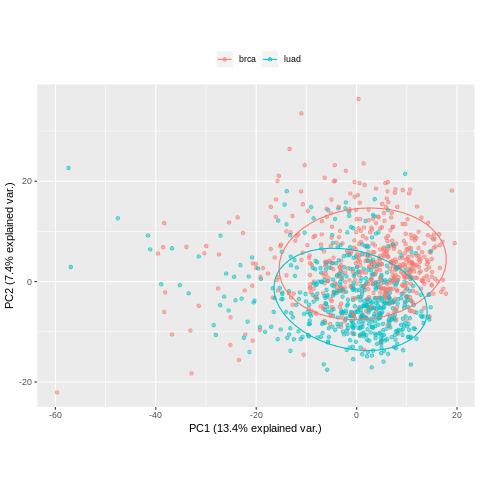 brca luad
20
0
-20
PC2 (7.4% explained var.)
-60 -40 -20 0 20
PC1 (13.4% explained var.)